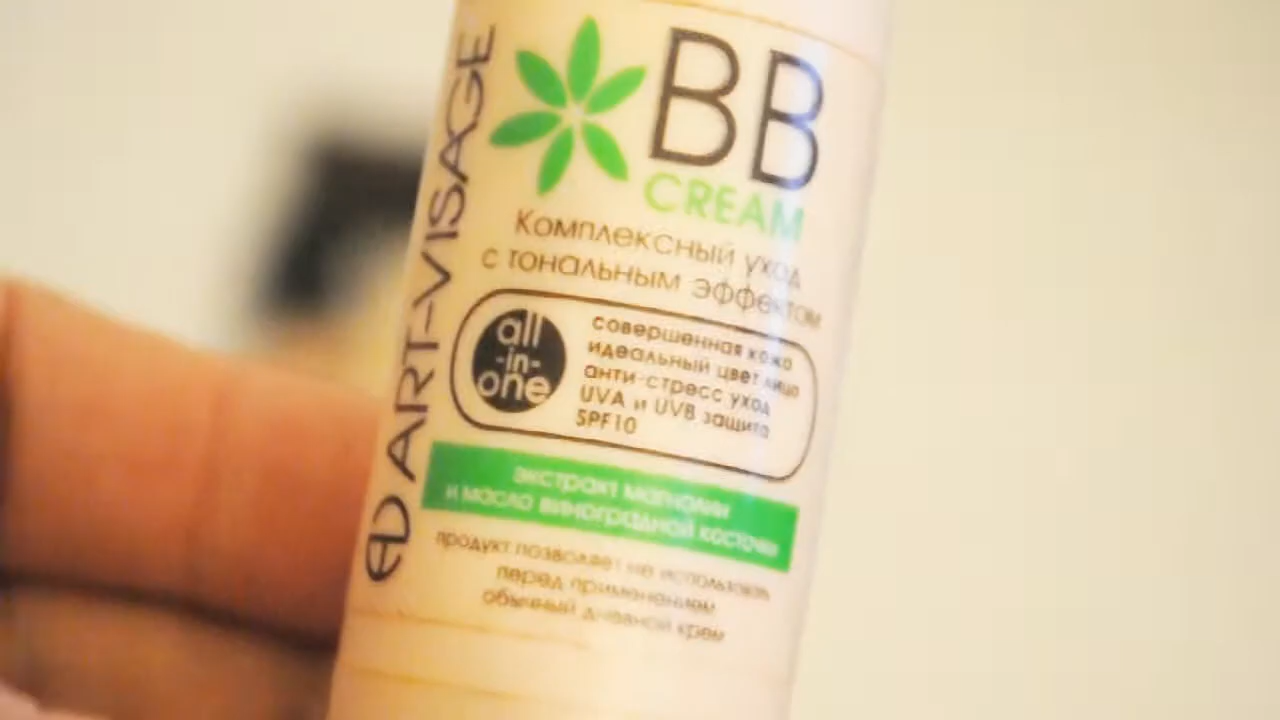 ART-VISAGE
BB
CREAM
Комплексный уход
с тональным эффектом
all
-in-
one
совершенная кожа
идеальный цвет лица
анти-стресс уход
UVA и UVB защита
SPF10
экстракт магнолии
и масло виноградной косточки
продукт позволяет не использовать
перед применением
обычный дневной крем